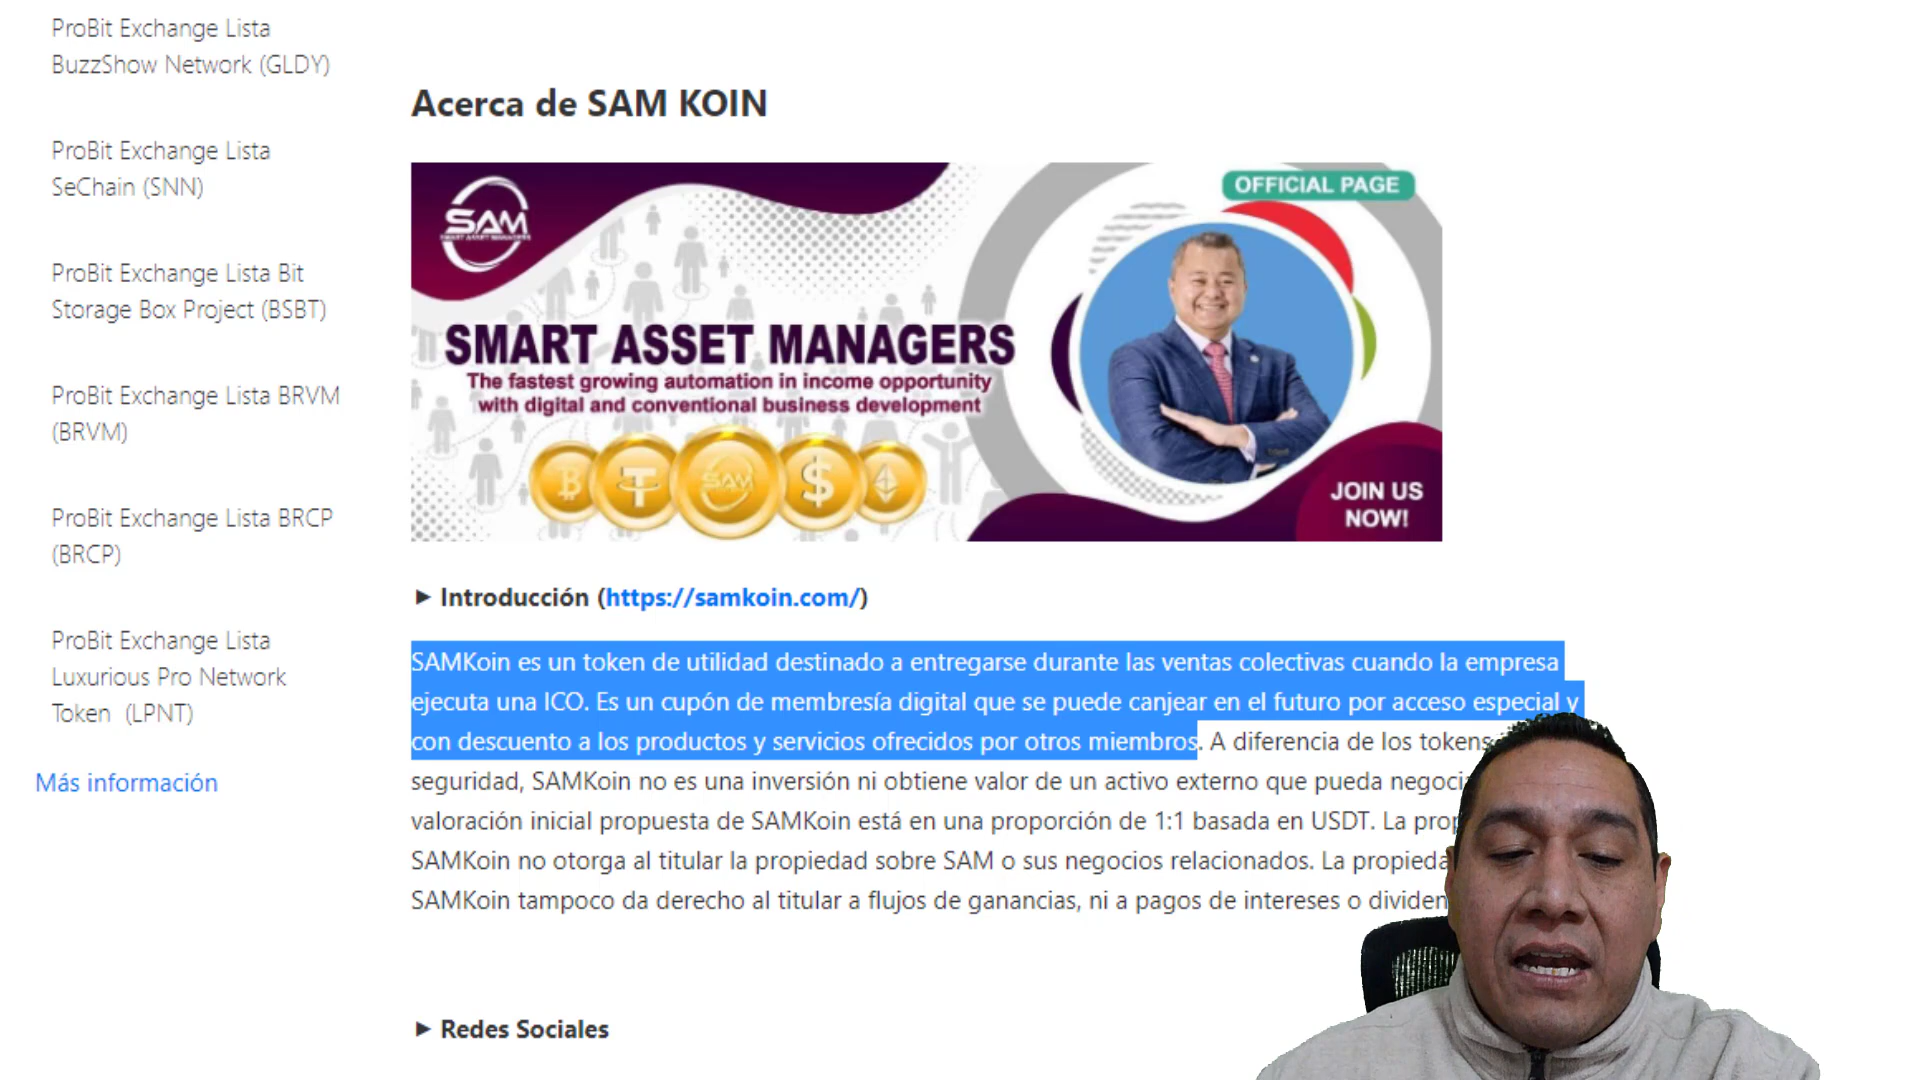 ProBit Exchange Lista
BuzzShow Network (GLDY)
ProBit Exchange Lista
SeChain (SNN)
ProBit Exchange Lista Bit
Storage Box Project (BSBT)
ProBit Exchange Lista BRVM
(BRVM)
ProBit Exchange Lista BRCP
(BRCP)
ProBit Exchange Lista
Luxurious Pro Network
Token (LPNT)
Más información
Acerca de SAM KOIN
SAM
SMART ASSET MANAGERS
OFFICIAL PAGE
SMART ASSET MANAGERS
The fastest growing automation in income opportunity
with digital and conventional business development
SAM
JOIN US
NOW!
► Introducción (https://samkoin.com/)
SAMKoin es un token de utilidad destinado a entregarse durante las ventas colectivas cuando la empresa
ejecuta una ICO. Es un cupón de membresía digital que se puede canjear en el futuro por acceso especial y
con descuento a los productos y servicios ofrecidos por otros miembros. A diferencia de los tokens
seguridad, SAMKoin no es una inversión ni obtiene valor de un activo externo que pueda
valoración inicial propuesta de SAMKoin está en una proporción de 1:1 basada en USDT. La
SAMKoin no otorga al titular la propiedad sobre SAM o sus negocios relacionados. La
SAMKoin tampoco da derecho al titular a flujos de ganancias, ni a pagos de intereses o
► Redes Sociales